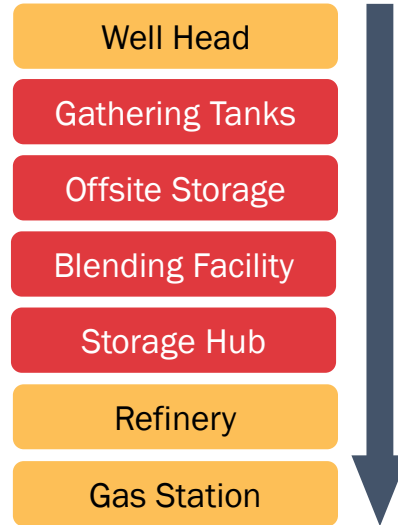 Well Head
Gathering Tanks
Offsite Storage
Blending Facility
Storage Hub
Refinery
Gas Station